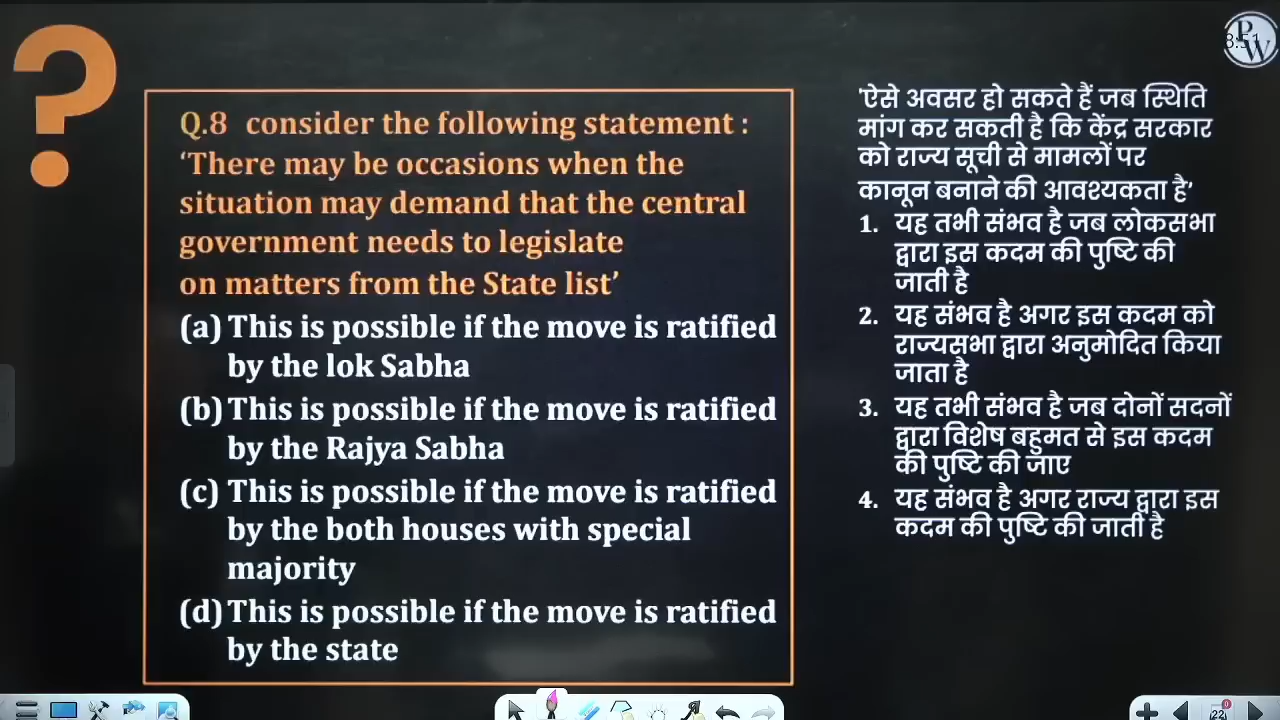 PW
Q.8 consider the following statement :
‘There may be occasions when the
situation may demand that the central
government needs to legislate
on matters from the State list’
(a) This is possible if the move is ratified
by the lok Sabha
(b) This is possible if the move is ratified
by the Rajya Sabha
(c) This is possible if the move is ratified
by the both houses with special
majority
(d) This is possible if the move is ratified
by the state
'ऐसे अवसर हो सकते हैं जब स्थिति
मांग कर सकती है कि केंद्र सरकार
को राज्य सूची से मामलों पर
कानून बनाने की आवश्यकता है’
1. यह तभी संभव है जब लोकसभा
द्वारा इस कदम की पुष्टि की
जाती है
2. यह संभव है अगर इस कदम को
राज्यसभा द्वारा अनुमोदित किया
जाता है
3. यह तभी संभव है जब दोनों सदनों
द्वारा विशेष बहुमत से इस कदम
की पुष्टि की जाए
4. यह संभव है अगर राज्य द्वारा इस
कदम की पुष्टि की जाती है
22